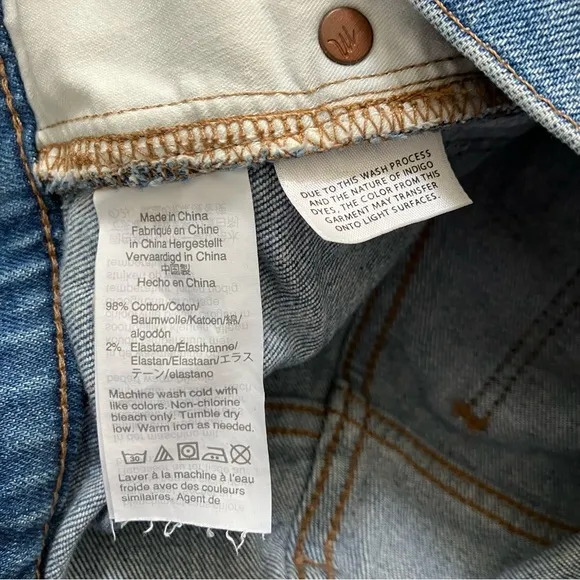 Made in China
Fabriqué en Chine
in China Hergestellt
Vervaardigd in China
中国製
Hecho en China
98% Cotton/Coton/
Baumwolle/Katoen/綿/
algodón
2% Elastane/Élasthanne/
Elastan/Elastaan/エラス
テーン/elastano
Machine wash cold with
like colors. Non-chlorine
bleach only. Tumble dry
low. Warm iron as needed.
30
Laver à la machine à l'eau
froide avec des couleurs
similaires. Agent de
DUE TO THIS WASH PROCESS
AND THE NATURE OF INDIGO
DYES, THE COLOR FROM THIS
GARMENT MAY TRANSFER
ONTO LIGHT SURFACES.